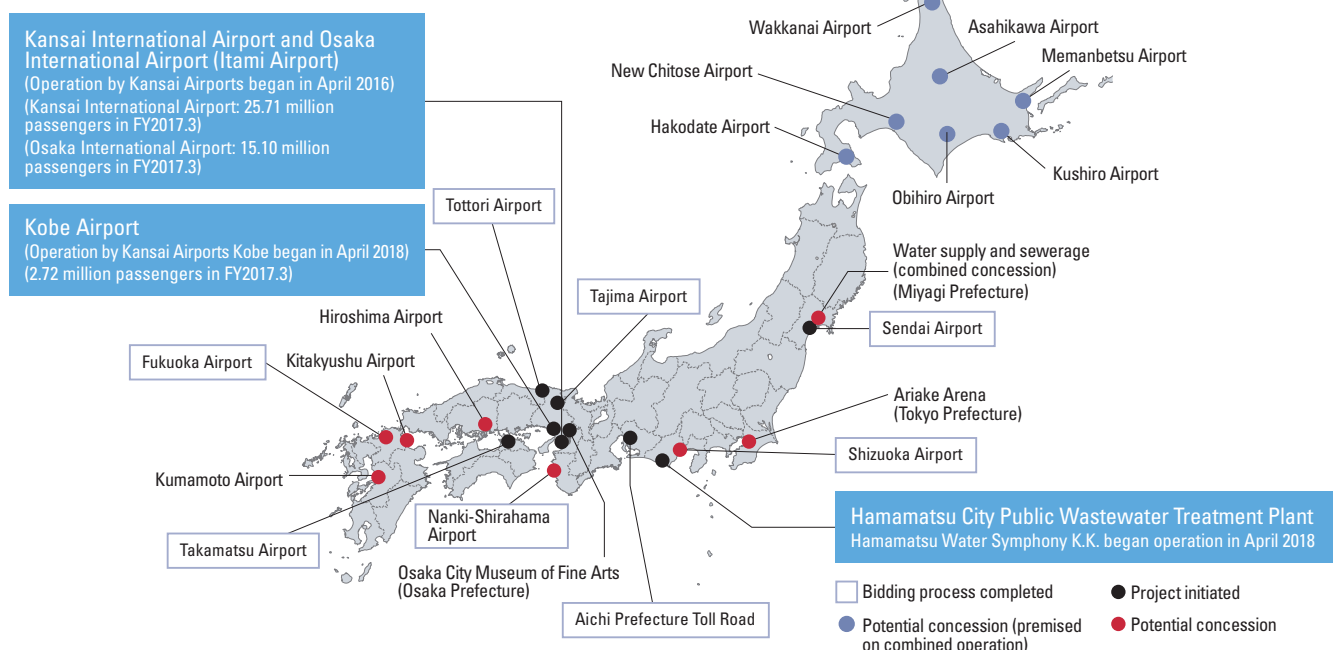 Kansai International Airport and Osaka
International Airport (Itami Airport)
(Operation by Kansai Airports began in April 2016)
(Kansai International Airport: 25.71 million
passengers in FY2017.3)
(Osaka International Airport: 15.10 million
passengers in FY2017.3)
Kobe Airport
(Operation by Kansai Airports Kobe began in April 2018)
(2.72 million passengers in FY2017.3)
Wakkanai Airport
Asahikawa Airport
Memanbetsu Airport
New Chitose Airport
Hakodate Airport
Kushiro Airport
Obihiro Airport
Tottori Airport
Water supply and sewerage
(combined concession)
(Miyagi Prefecture)
Tajima Airport
Hiroshima Airport
Sendai Airport
Fukuoka Airport
Kitakyushu Airport
Ariake Arena
(Tokyo Prefecture)
Shizuoka Airport
Kumamoto Airport
Nanki-Shirahama
Airport
Takamatsu Airport
Osaka City Museum of Fine Arts
(Osaka Prefecture)
Aichi Prefecture Toll Road
Hamamatsu City Public Wastewater Treatment Plant
Hamamatsu Water Symphony K.K. began operation in April 2018
Bidding process completed
Project initiated
Potential concession (premised
on combined operation)
Potential concession